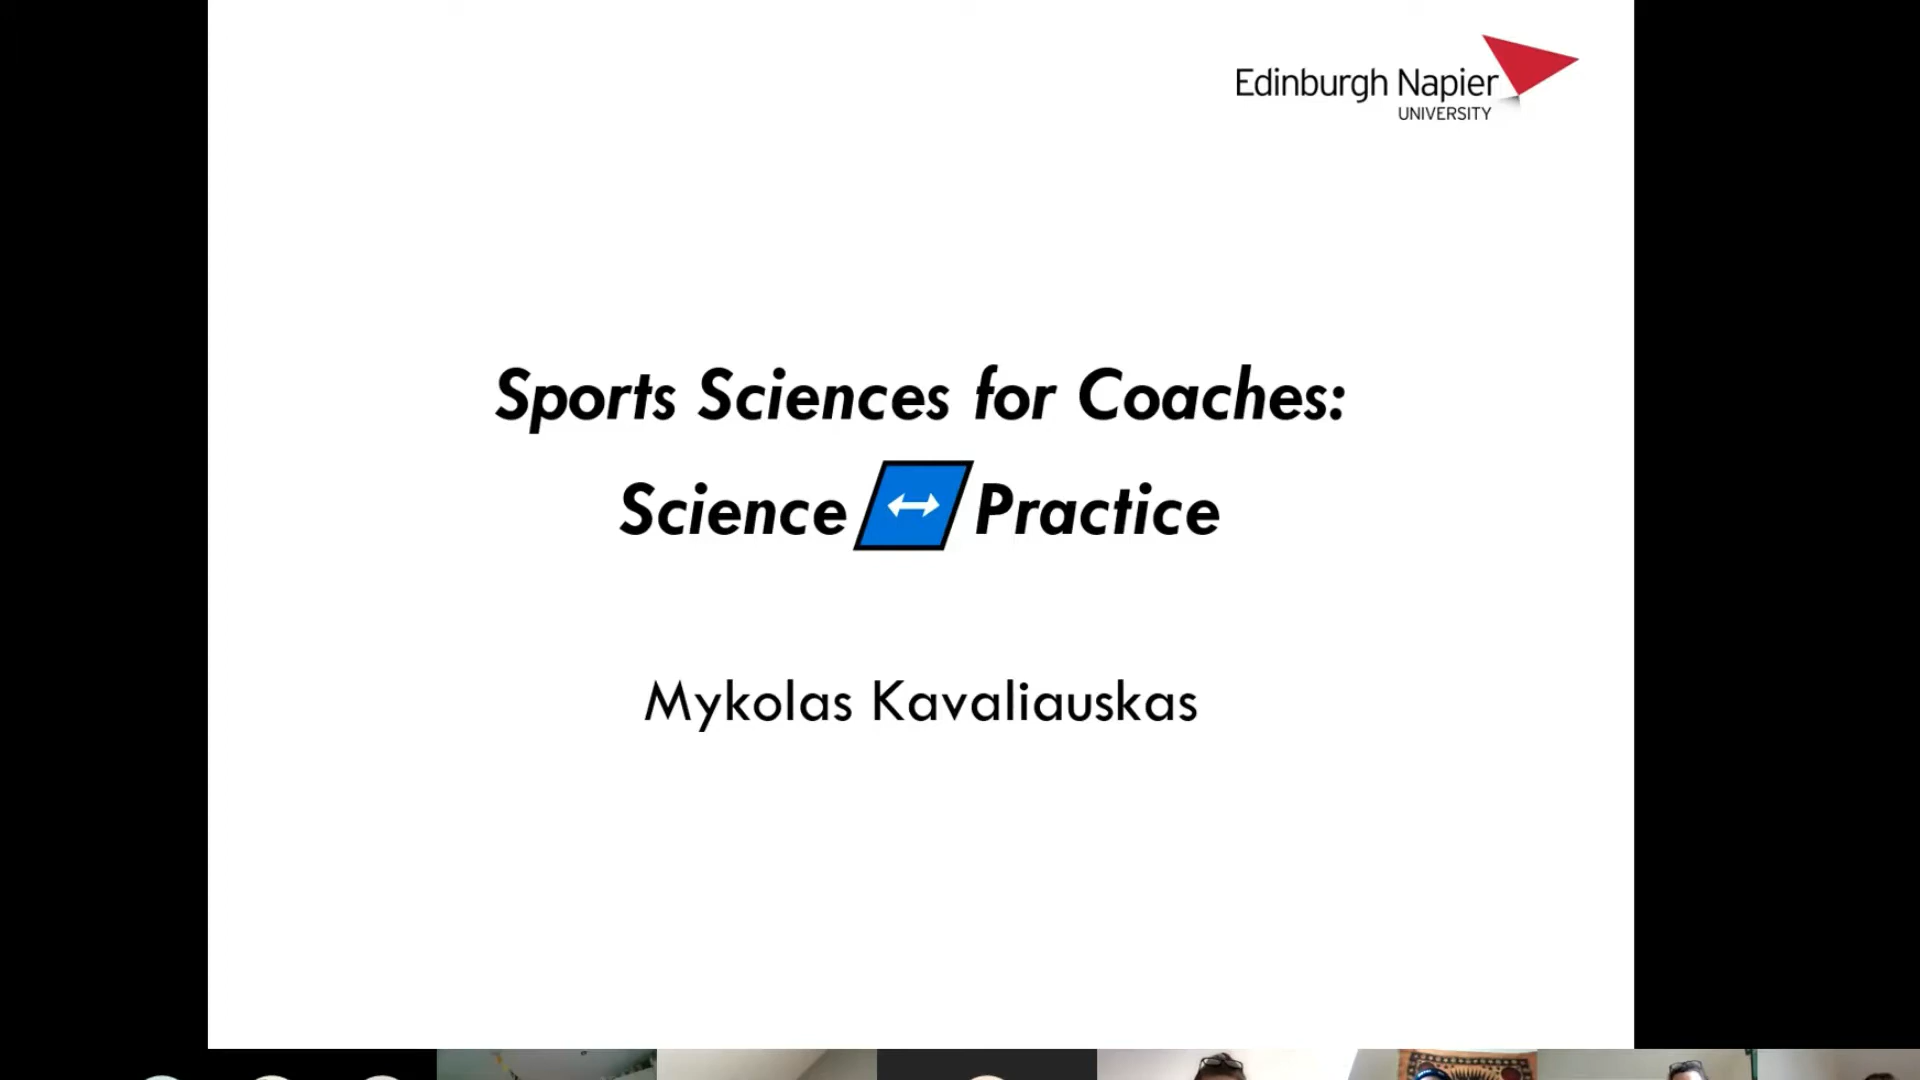 Edinburgh Napier
UNIVERSITY
Sports Sciences for Coaches:
Science ↔ Practice
Mykolas Kavaliauskas